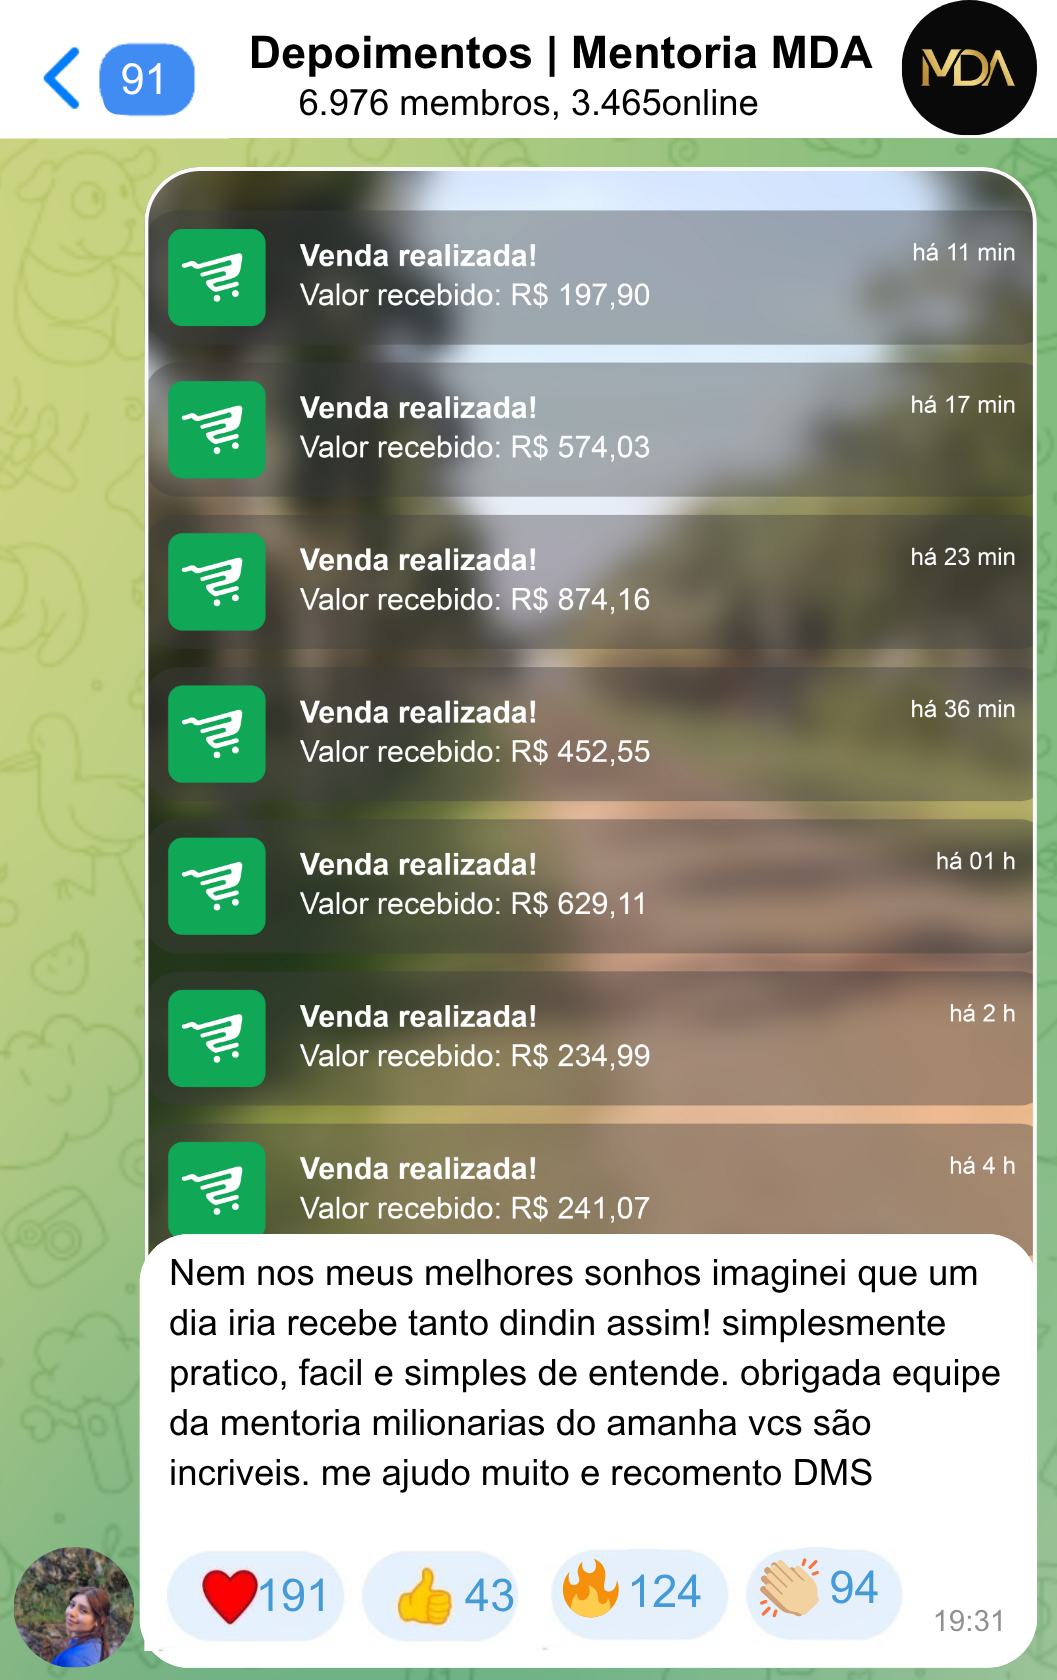 91
Depoimentos | Mentoria MDA
6.976 membros, 3.465online
MDA
Venda realizada!
há 11 min
Valor recebido: R$ 197,90
Venda realizada!
há 17 min
Valor recebido: R$ 574,03
Venda realizada!
há 23 min
Valor recebido: R$ 874,16
Venda realizada!
há 36 min
Valor recebido: R$ 452,55
Venda realizada!
há 01 h
Valor recebido: R$ 629,11
Venda realizada!
há 2 h
Valor recebido: R$ 234,99
Venda realizada!
há 4 h
Valor recebido: R$ 241,07
Nem nos meus melhores sonhos imaginei que um
dia iria recebe tanto dindin assim! simplesmente
pratico, facil e simples de entende. obrigada equipe
da mentoria milionarias do amanha vcs são
incriveis. me ajudo muito e recomento DMS
191 43 124 94
19:31